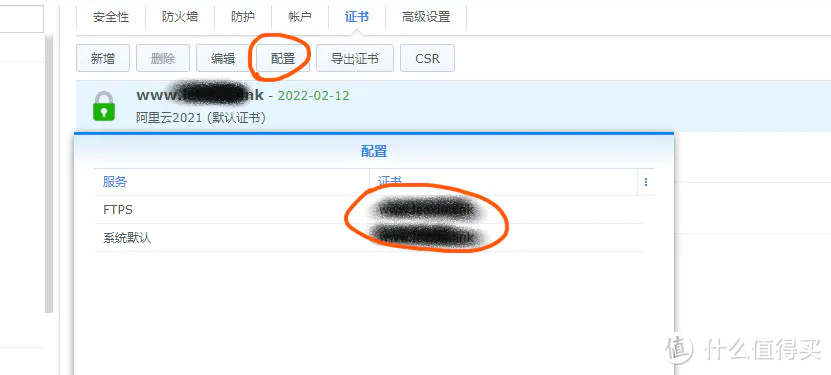 安全性 防火墙 防护 帐户 证书 高级设置
新增 删除 编辑 配置 导出证书 CSR
www. nk - 2022-02-12
阿里云2021 (默认证书)
配置
服务 证书
FTPS
系统默认
值 什么值得买